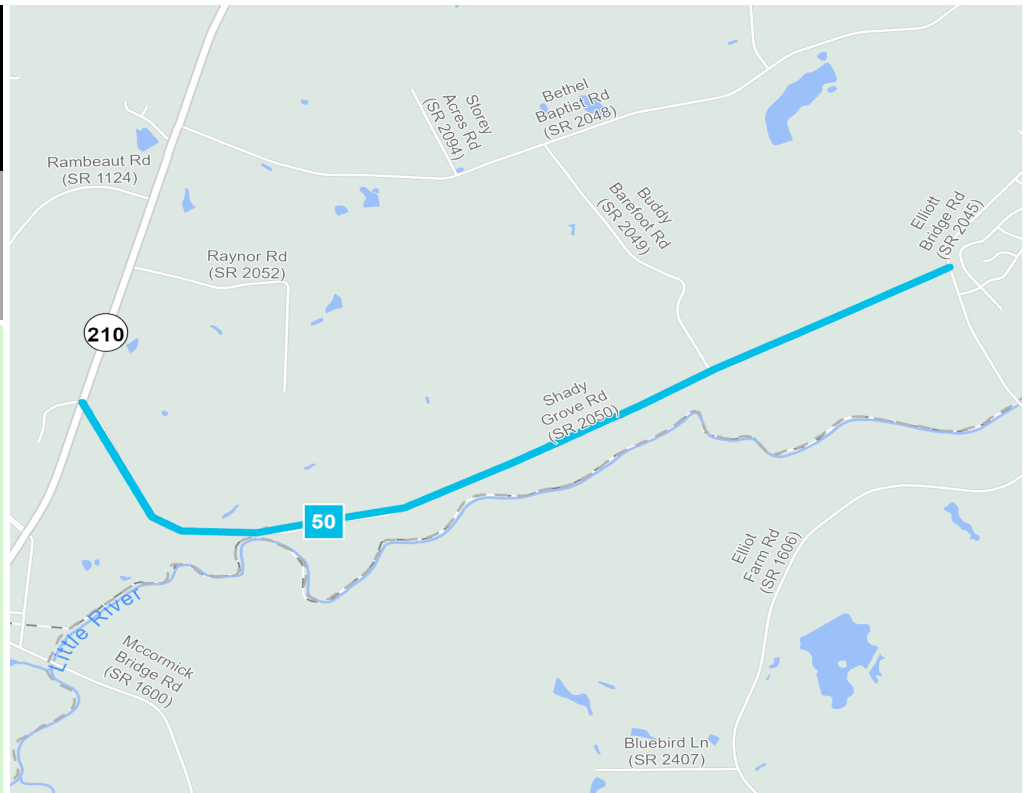 Bethel
Baptist Rd
(SR 2048)
Storey
Acres Rd
(SR 2094)
Rambeaut Rd
(SR 1124)
Buddy
Barefoot Rd
(SR 2049)
Elliott
Bridge Rd
(SR 2045)
Raynor Rd
(SR 2052)
210
Shady
Grove Rd
(SR 2050)
50
Elliot
Farm Rd
(SR 1606)
Little River
Mccormick
Bridge Rd
(SR 1600)
Bluebird Ln
(SR 2407)